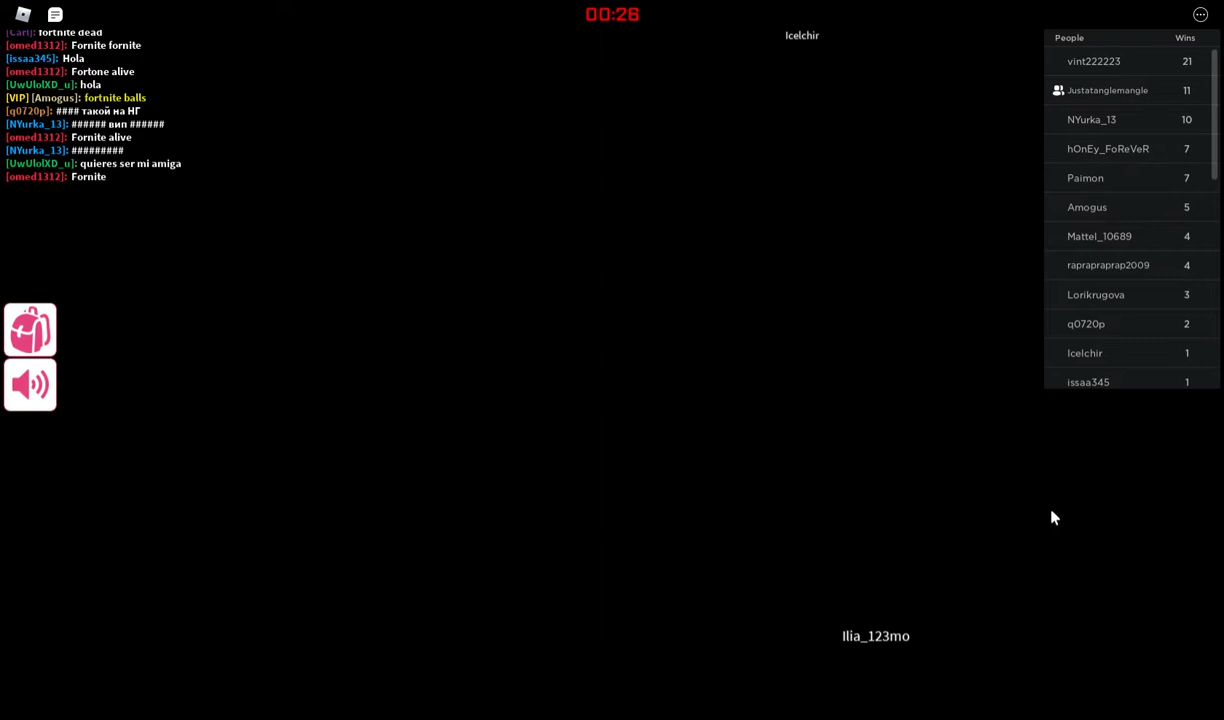 00:26
[Carl]: fortnite dead
[omed1312]: Fornite fornite
[issaa345]: Hola
[omed1312]: Fortone alive
[UwUlolXD_u]: hola
[VIP] [Amogus]: fortnite balls
[q0720p]: #### такой на НГ
[NYurka_13]: ###### вип ######
[omed1312]: Fornite alive
[NYurka_13]: #########
[UwUlolXD_u]: quieres ser mi amiga
[omed1312]: Fornite
Icelchir
Ilia_123mo
People Wins
vint222223 21
Justatanglemangle 11
NYurka_13 10
hOnEy_FoReVeR 7
Paimon 7
Amogus 5
Mattel_10689 4
raprapraprap2009 4
Lorikrugova 3
q0720p 2
Icelchir 1
issaa345 1